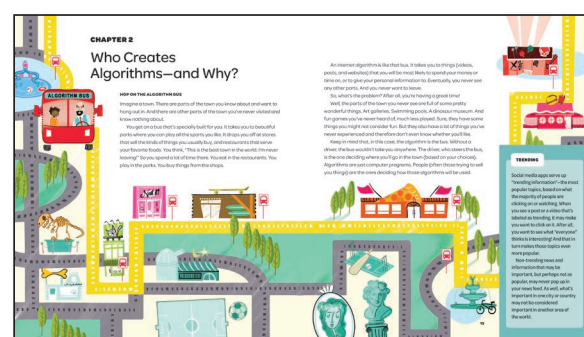 CHAPTER 2
Who Creates
Algorithms—and Why?
HOP ON THE ALGORITHM BUS
Imagine a town. There are parts of the town you know about and want to
hang out in. And there are other parts of the town you've never visited and
know nothing about.
You get on a bus that's specially built for you. It takes you to beautiful
parks where you can play all the sports you like. It drops you off at stores
that sell the kinds of things you usually buy, and restaurants that serve
your favorite foods. You think, "This is the best town in the world. I'm never
leaving!" So you spend a lot of time there. You eat in the restaurants. You
play in the parks. You buy things from the shops.
ALGORITHM BUS
An internet algorithm is like that bus. It takes you to things (videos,
posts, and websites) that you will be most likely to spend your money or
time on, or to give your personal information to. Eventually, you never see
any other parts. And you never want to leave.
So, what's the problem? After all, you're having a great time!
Well, the parts of the town you never see are full of some pretty
wonderful things. Art galleries. Swimming pools. A dinosaur museum. And
fun games you've never heard of, much less played. Sure, they have some
things you might not consider fun. But they also have a lot of things you've
never experienced and therefore don't even know whether you'll like.
Keep in mind that, in this case, the algorithm is the bus. Without a
driver, the bus wouldn't take you anywhere. The driver, who steers the bus,
is the one deciding where you'll go in the town (based on your choices).
Algorithms are just computer programs. People (often those trying to sell
you things) are the ones deciding how those algorithms will be used.
TRENDING
Social media apps serve up
"trending information"—the most
popular topics, based on what
the majority of people are
clicking on or watching. When
you see a post or a video that's
labeled as trending, it may make
you want to click on it. After all,
you want to see what "everyone"
thinks is interesting! And that in
turn makes those topics even
more popular.
Non-trending news and
information that may be
important, but perhaps not as
popular, may never pop up in
your news feed. As well, what's
important in one city or country
may not be considered
important in another area of
the world.